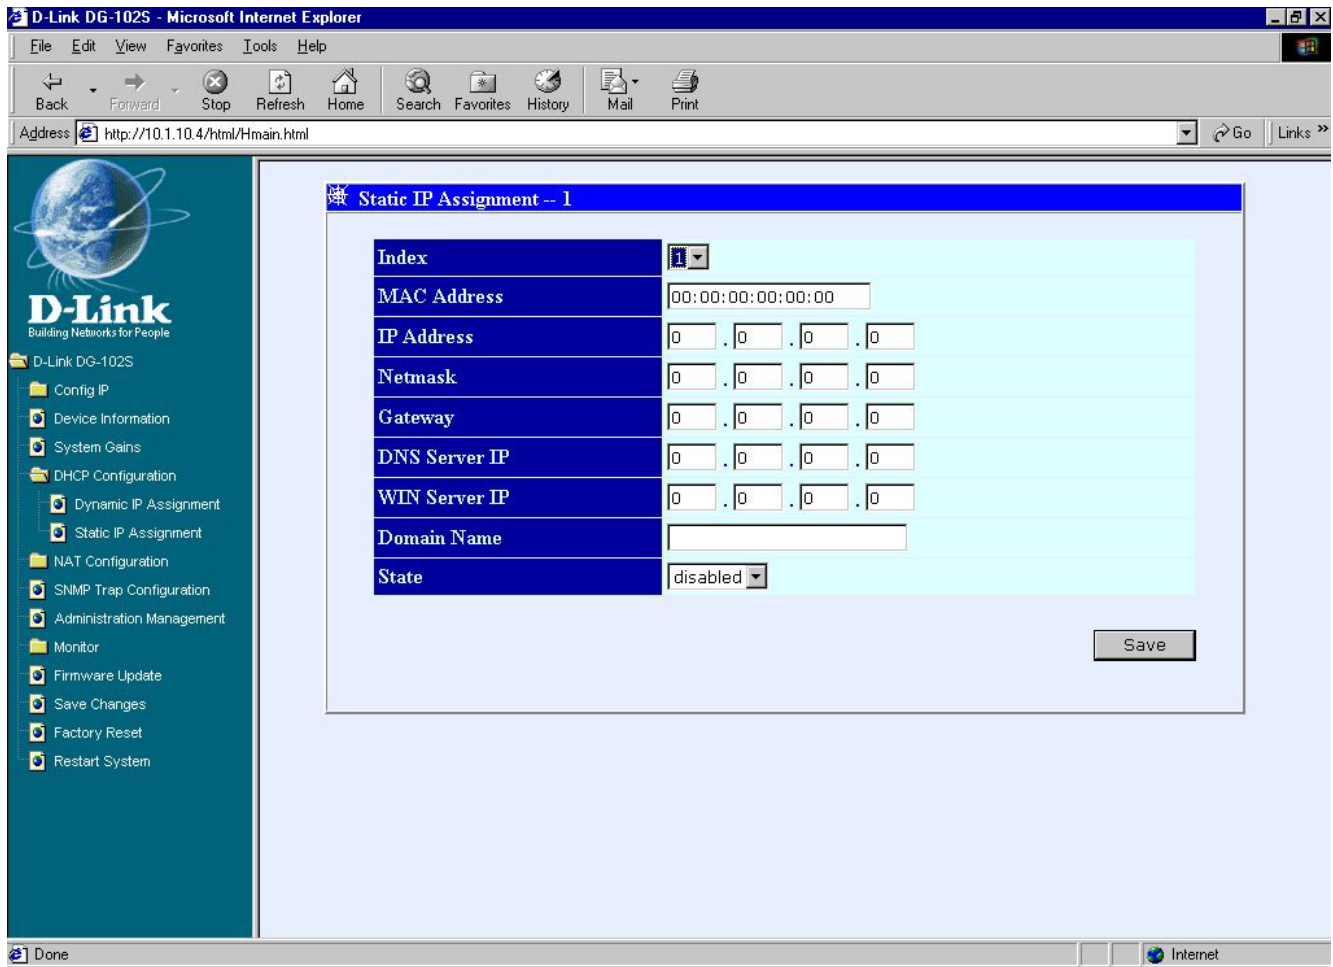 D-Link DG-102S - Microsoft Internet Explorer
File Edit View Favorites Tools Help
Back Forward Stop Refresh Home Search Favorites History Mail Print
Address http://10.1.10.4/html/Hmain.html Go Links »
D-Link
Building Networks for People
D-Link DG-102S
Config IP
Device Information
System Gains
DHCP Configuration
Dynamic IP Assignment
Static IP Assignment
NAT Configuration
SNMP Trap Configuration
Administration Management
Monitor
Firmware Update
Save Changes
Factory Reset
Restart System
Static IP Assignment -- 1
Index 1
MAC Address 00:00:00:00:00:00
IP Address 0 . 0 . 0 . 0
Netmask 0 . 0 . 0 . 0
Gateway 0 . 0 . 0 . 0
DNS Server IP 0 . 0 . 0 . 0
WIN Server IP 0 . 0 . 0 . 0
Domain Name
State disabled
Save
Done Internet